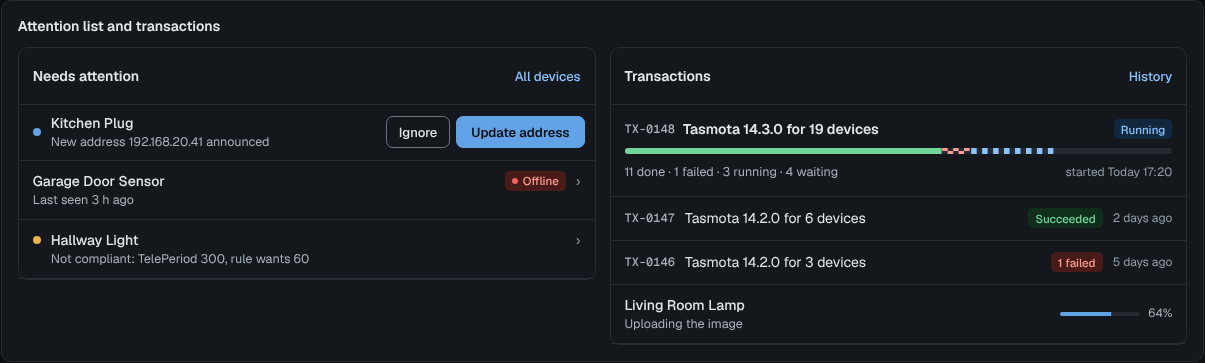 Attention list and transactions
Needs attention
All devices
Kitchen Plug
New address 192.168.20.41 announced
Ignore
Update address
Garage Door Sensor
Last seen 3 h ago
Offline
Hallway Light
Not compliant: TelePeriod 300, rule wants 60
Transactions
History
TX-0148 Tasmota 14.3.0 for 19 devices
Running
11 done · 1 failed · 3 running · 4 waiting
started Today 17:20
TX-0147 Tasmota 14.2.0 for 6 devices
Succeeded
2 days ago
TX-0146 Tasmota 14.2.0 for 3 devices
1 failed
5 days ago
Living Room Lamp
Uploading the image
64%